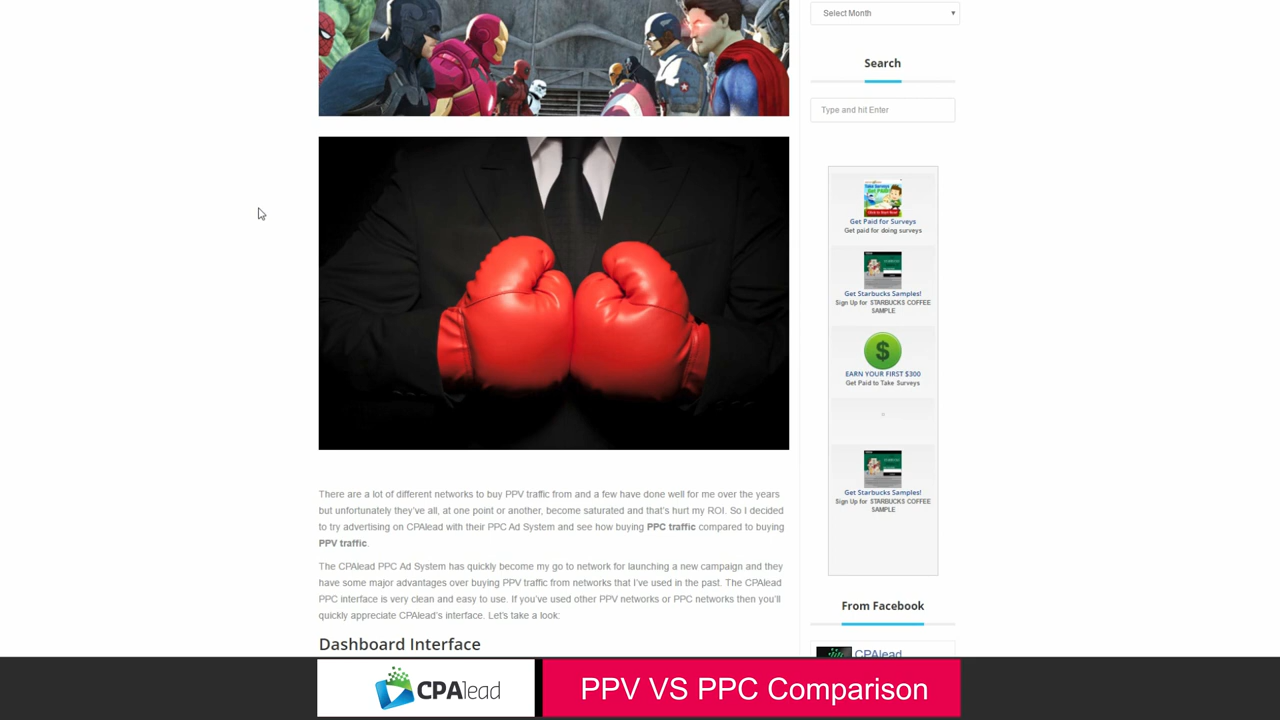 Select Month
Search
Type and hit Enter
Get Paid for Surveys
Get paid for doing surveys
Get Starbucks Samples!
Sign Up for STARBUCKS COFFEE
SAMPLE
$
EARN YOUR FIRST $300
Get Paid to Take Surveys
Get Starbucks Samples!
Sign Up for STARBUCKS COFFEE
SAMPLE
From Facebook
CPAlead
There are a lot of different networks to buy PPV traffic from and a few have done well for me over the years
but unfortunately they've all, at one point or another, become saturated and that's hurt my ROI. So I decided
to try advertising on CPAlead with their PPC Ad System and see how buying PPC traffic compared to buying
PPV traffic.
The CPAlead PPC Ad System has quickly become my go to network for launching a new campaign and they
have some major advantages over buying PPV traffic from networks that I've used in the past. The CPAlead
PPC interface is very clean and easy to use. If you've used other PPV networks or PPC networks then you'll
quickly appreciate CPAlead's interface. Let's take a look:
Dashboard Interface
CPAlead
PPV VS PPC Comparison